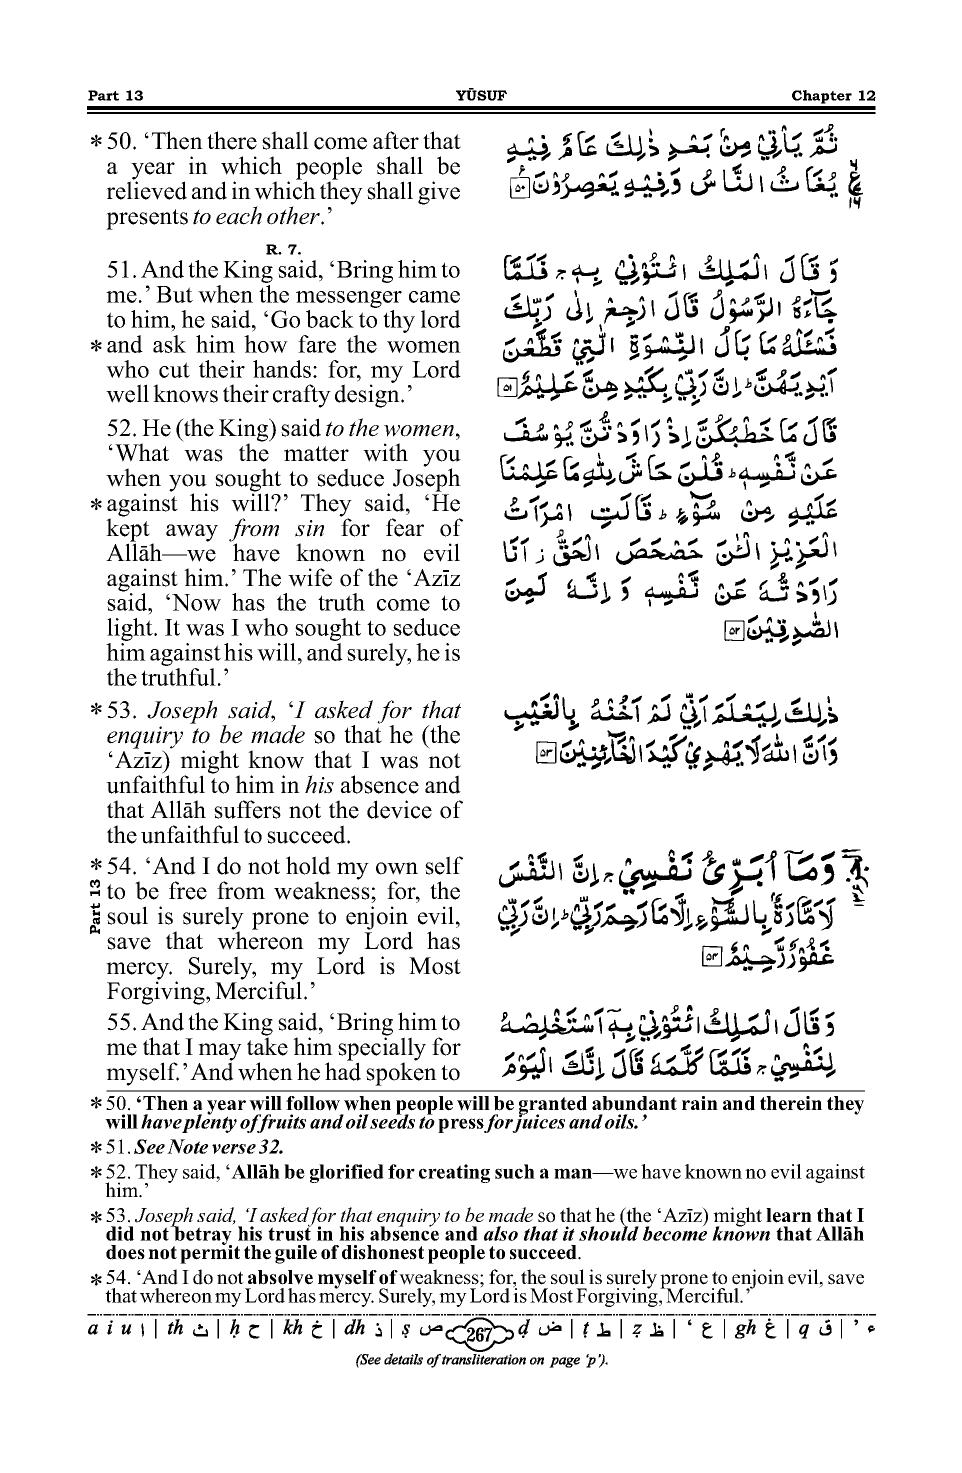 Part 13 YŪSUF Chapter 12
*50. ‘Then there shall come after that
a year in which people shall be
relieved and in which they shall give
presents to each other.’
ثُمَّ يَأْتِيْ مِنْۢ بَعْدِ ذٰلِكَ عَامٌ فِيْهِ
يُغَاثُ النَّاسُ وَفِيْهِ يَعْصِرُوْنَ ۵۰
ع ۱۶
R. 7.
51. And the King said, ‘Bring him to
me.’ But when the messenger came
to him, he said, ‘Go back to thy lord
*and ask him how fare the women
who cut their hands: for, my Lord
well knows their crafty design.’
وَقَالَ الْمَلِكُ ائْتُوْنِيْ بِهٖ ۚ فَلَمَّا
جَآءَهُ الرَّسُوْلُ قَالَ ارْجِعْ اِلٰى رَبِّكَ
فَسْـَٔلْهُ مَا بَالُ النِّسْوَةِ الّٰتِيْ قَطَّعْنَ
اَيْدِيَهُنَّ ؕ اِنَّ رَبِّيْ بِكَيْدِهِنَّ عَلِيْمٌ ۵۱
52. He (the King) said to the women,
‘What was the matter with you
when you sought to seduce Joseph
*against his will?’ They said, ‘He
kept away from sin for fear of
Allāh—we have known no evil
against him.’ The wife of the ‘Azīz
said, ‘Now has the truth come to
light. It was I who sought to seduce
him against his will, and surely, he is
the truthful.’
قَالَ مَا خَطْبُكُنَّ اِذْ رَاوَدْتُّنَّ يُوْسُفَ
عَنْ نَّفْسِهٖ ؕ قُلْنَ حَاشَ لِلّٰهِ مَا عَلِمْنَا
عَلَيْهِ مِنْ سُوْٓءٍ ؕ قَالَتِ امْرَاَتُ
الْعَزِيْزِ الْـٰٔنَ حَصْحَصَ الْحَقُّ ۫ اَنَا
رَاوَدْتُّهٗ عَنْ نَّفْسِهٖ وَاِنَّهٗ لَمِنَ
الصّٰدِقِيْنَ ۵۲
*53. Joseph said, ‘I asked for that
enquiry to be made so that he (the
‘Azīz) might know that I was not
unfaithful to him in his absence and
that Allāh suffers not the device of
the unfaithful to succeed.
ذٰلِكَ لِيَعْلَمَ اَنِّيْ لَمْ اَخُنْهُ بِالْغَيْبِ
وَاَنَّ اللّٰهَ لَا يَهْدِيْ كَيْدَ الْخَآئِنِيْنَ ۵۳
*54. ‘And I do not hold my own self
to be free from weakness; for, the
soul is surely prone to enjoin evil,
save that whereon my Lord has
mercy. Surely, my Lord is Most
Forgiving, Merciful.’
Part 13
وَمَآ اُبَرِّئُ نَفْسِيْ ۚ اِنَّ النَّفْسَ
لَاَمَّارَةٌۢ بِالسُّوْٓءِ اِلَّا مَا رَحِمَ رَبِّيْ ؕ اِنَّ رَبِّيْ
غَفُوْرٌ رَّحِيْمٌ ۵۴
55. And the King said, ‘Bring him to
me that I may take him specially for
myself.’ And when he had spoken to
وَقَالَ الْمَلِكُ ائْتُوْنِيْ بِهٖٓ اَسْتَخْلِصْهُ
لِنَفْسِيْ ۚ فَلَمَّا كَلَّمَهٗ قَالَ اِنَّكَ الْيَوْمَ
*50. ‘Then a year will follow when people will be granted abundant rain and therein they
will have plenty of fruits and oil seeds to press for juices and oils.’
*51. See Note verse 32.
*52. They said, ‘Allāh be glorified for creating such a man—we have known no evil against
him.’
*53. Joseph said, ‘I asked for that enquiry to be made so that he (the ‘Azīz) might learn that I
did not betray his trust in his absence and also that it should become known that Allāh
does not permit the guile of dishonest people to succeed.
*54. ‘And I do not absolve myself of weakness; for, the soul is surely prone to enjoin evil, save
that whereon my Lord has mercy. Surely, my Lord is Most Forgiving, Merciful.’
a i u ا | th ث | ḥ ح | kh خ | dh ذ | ṣ ص 267 ḍ ض | ṭ ط | ẓ ظ | ‘ ع | gh غ | q ق | ’ ء
(See details of transliteration on page ‘p’).